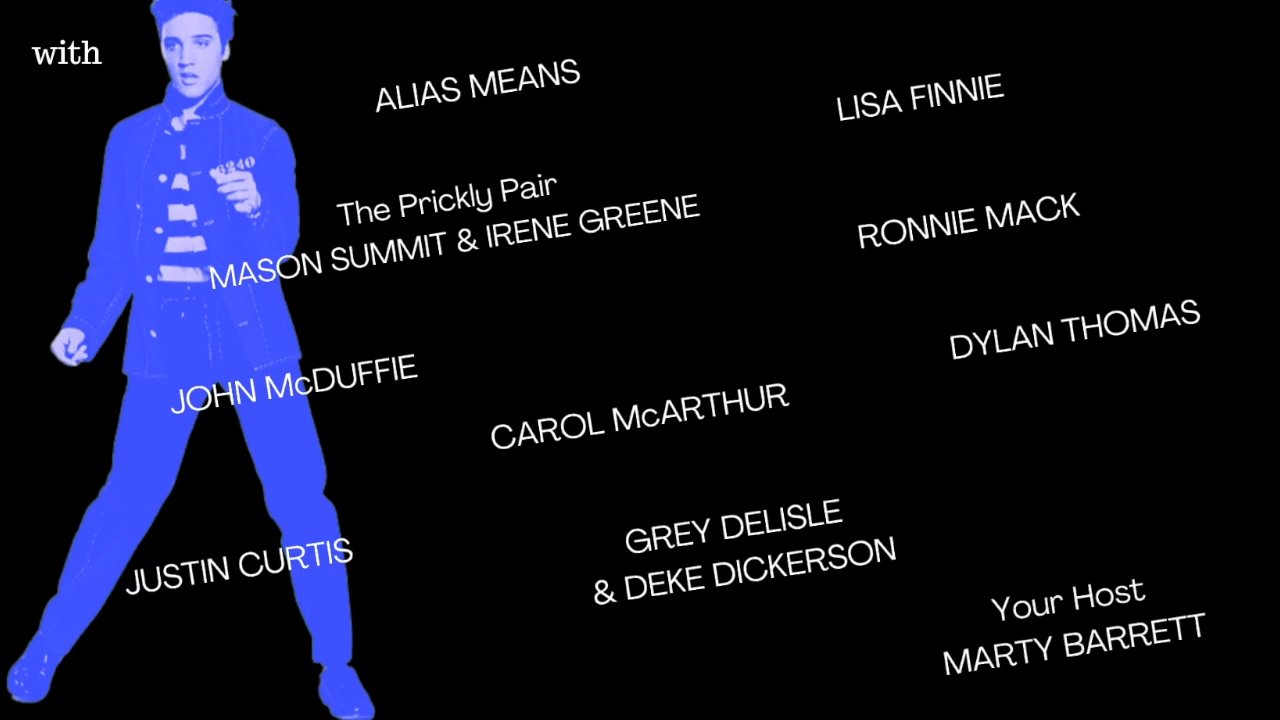 with
ALIAS MEANS
LISA FINNIE
The Prickly Pair
MASON SUMMIT & IRENE GREENE
RONNIE MACK
DYLAN THOMAS
JOHN McDUFFIE
CAROL McARTHUR
JUSTIN CURTIS
GREY DELISLE
& DEKE DICKERSON
Your Host
MARTY BARRETT
6240